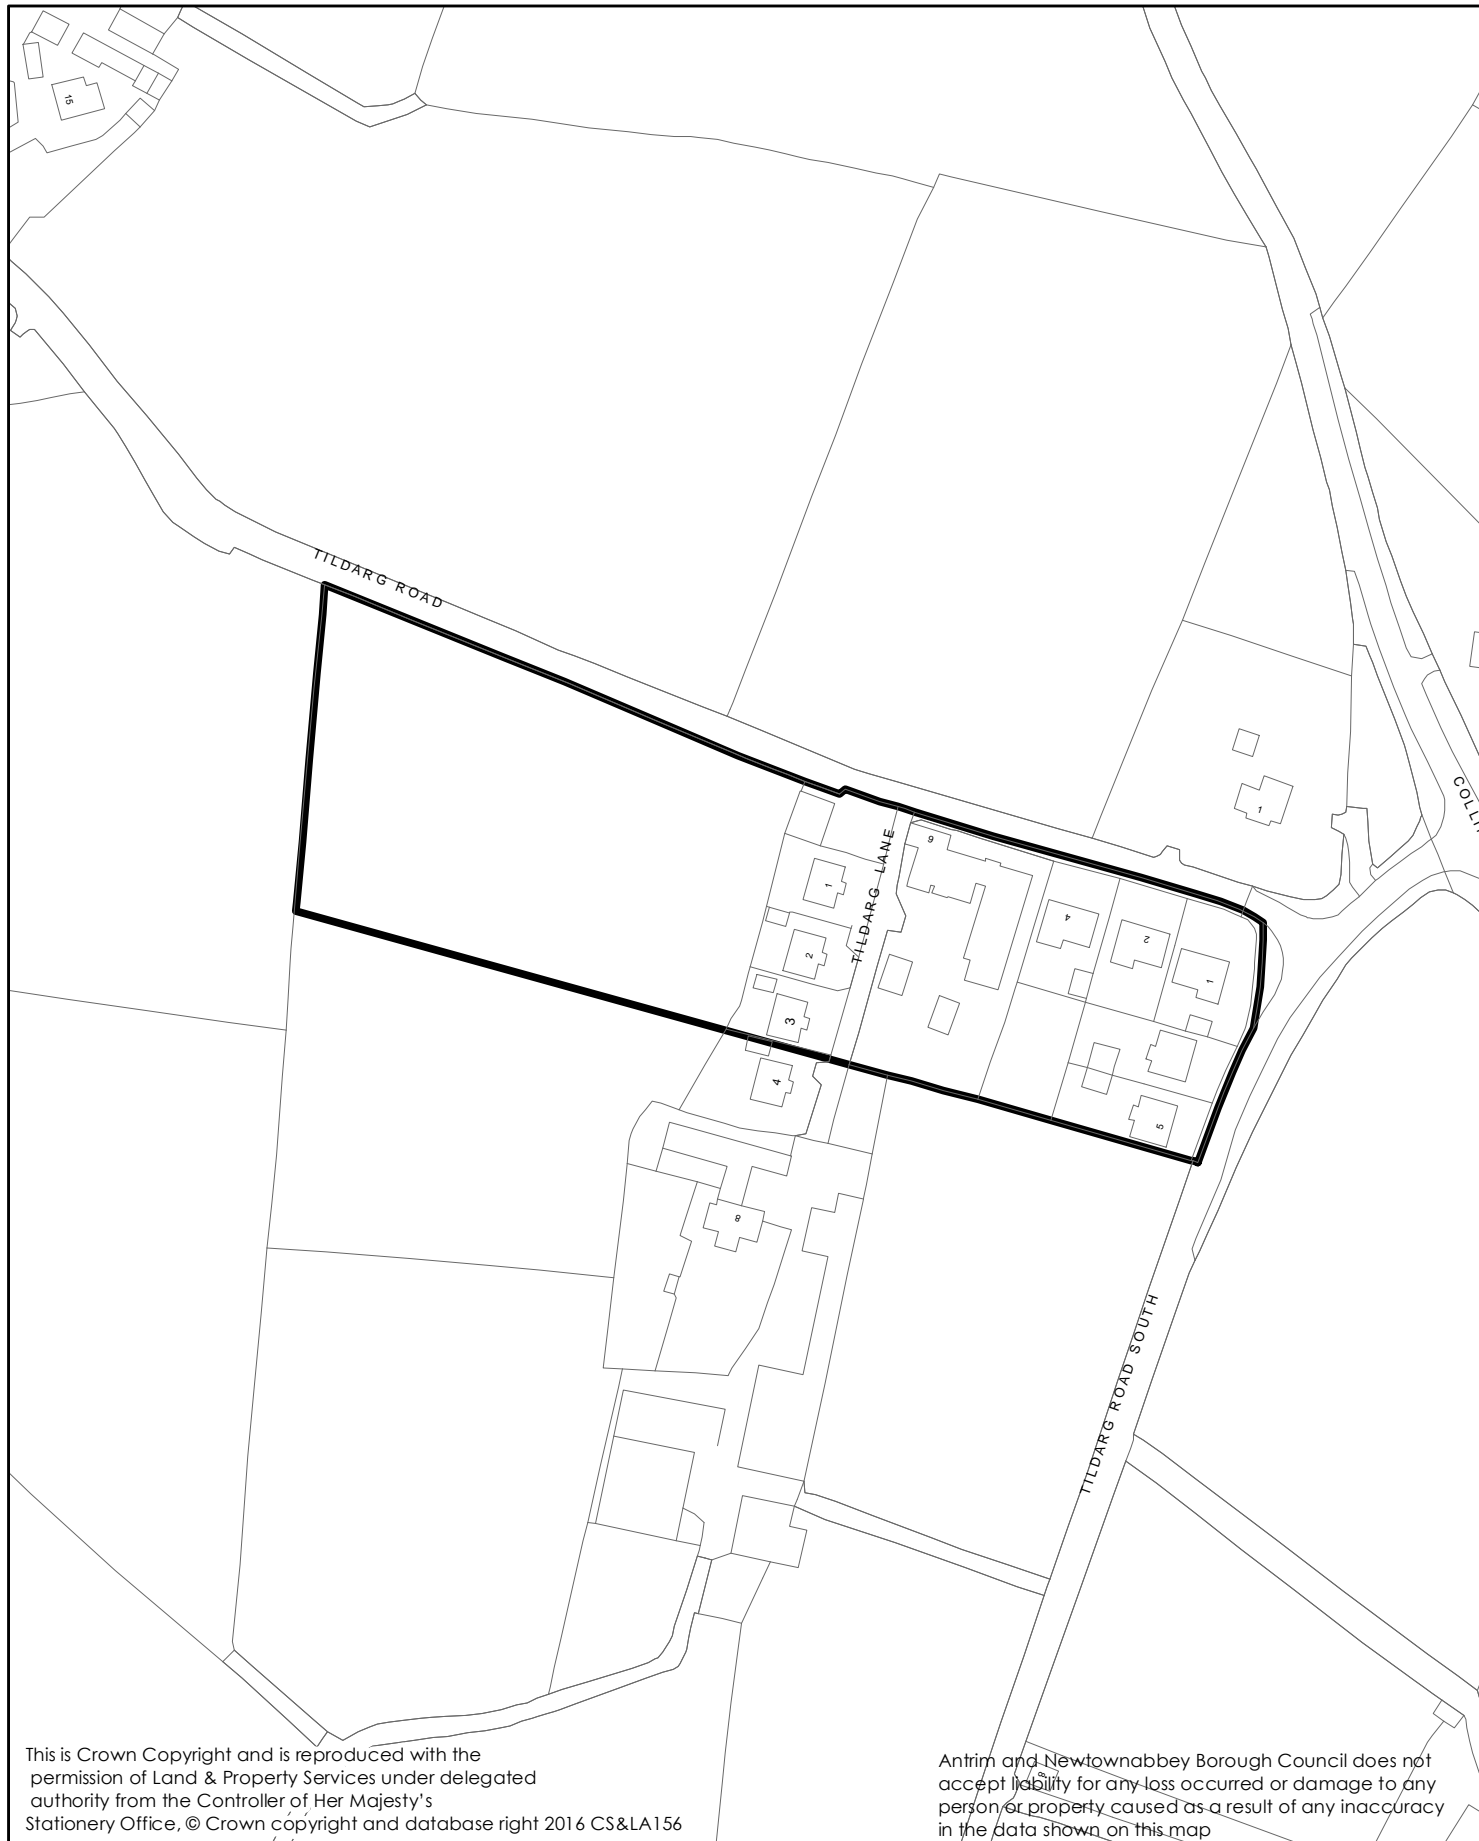 15
TILDARG ROAD
1
COLLI
6
TILDARG LANE
1
4
2
1
2
3
4
5
8
TILDARG ROAD SOUTH
8
This is Crown Copyright and is reproduced with the
permission of Land & Property Services under delegated
authority from the Controller of Her Majesty's
Stationery Office, © Crown copyright and database right 2016 CS&LA156
Antrim and Newtownabbey Borough Council does not
accept liability for any loss occurred or damage to any
person or property caused as a result of any inaccuracy
in the data shown on this map